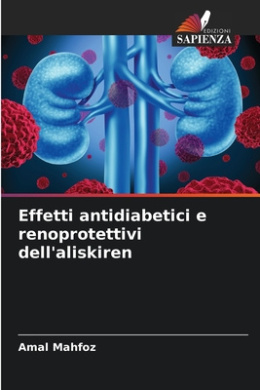 EDIZIONI
SAPIENZA
Effetti antidiabetici e
renoprotettivi
dell'aliskiren
Amal Mahfoz